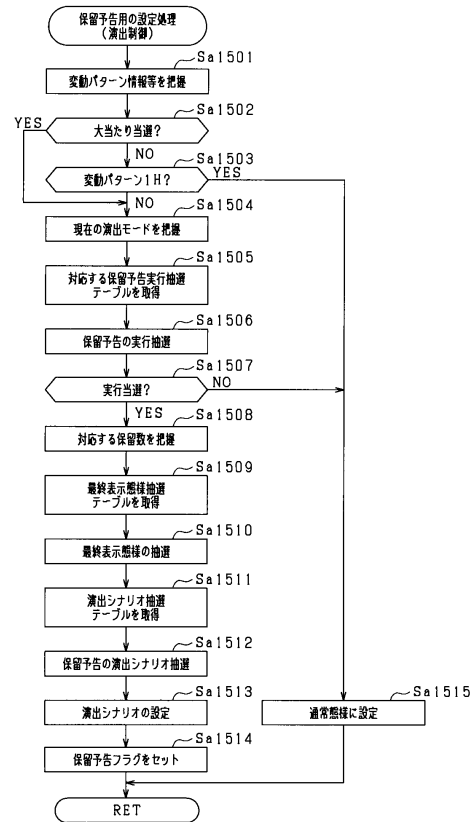 保留予告用の設定処理
(演出制御)
Sa1501
変動パターン情報等を把握
Sa1502
YES
大当たり当選?
NO
Sa1503
変動パターン1H?
YES
NO
Sa1504
現在の演出モードを把握
Sa1505
対応する保留予告実行抽選
テーブルを取得
Sa1506
保留予告の実行抽選
Sa1507
実行当選?
NO
YES
Sa1508
対応する保留数を把握
Sa1509
最終表示態様抽選
テーブルを取得
Sa1510
最終表示態様の抽選
Sa1511
演出シナリオ抽選
テーブルを取得
Sa1512
保留予告の演出シナリオ抽選
Sa1513
演出シナリオの設定
Sa1515
通常態様に設定
Sa1514
保留予告フラグをセット
RET